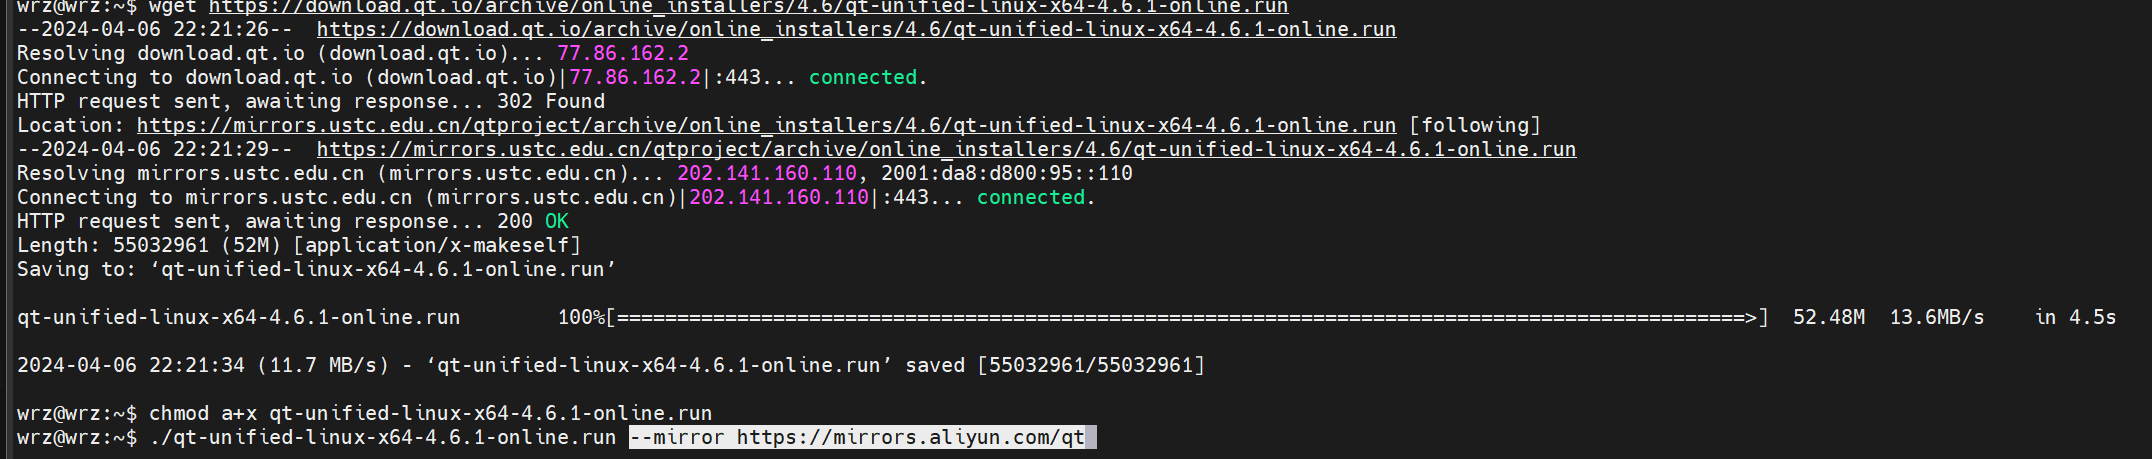 wrz@wrz:~$ wget https://download.qt.io/archive/online_installers/4.6/qt-unified-linux-x64-4.6.1-online.run
--2024-04-06 22:21:26--  https://download.qt.io/archive/online_installers/4.6/qt-unified-linux-x64-4.6.1-online.run
Resolving download.qt.io (download.qt.io)... 77.86.162.2
Connecting to download.qt.io (download.qt.io)|77.86.162.2|:443... connected.
HTTP request sent, awaiting response... 302 Found
Location: https://mirrors.ustc.edu.cn/qtproject/archive/online_installers/4.6/qt-unified-linux-x64-4.6.1-online.run [following]
--2024-04-06 22:21:29--  https://mirrors.ustc.edu.cn/qtproject/archive/online_installers/4.6/qt-unified-linux-x64-4.6.1-online.run
Resolving mirrors.ustc.edu.cn (mirrors.ustc.edu.cn)... 202.141.160.110, 2001:da8:d800:95::110
Connecting to mirrors.ustc.edu.cn (mirrors.ustc.edu.cn)|202.141.160.110|:443... connected.
HTTP request sent, awaiting response... 200 OK
Length: 55032961 (52M) [application/x-makeself]
Saving to: ‘qt-unified-linux-x64-4.6.1-online.run’
qt-unified-linux-x64-4.6.1-online.run        100%[==============================================================================================>]  52.48M  13.6MB/s    in 4.5s
2024-04-06 22:21:34 (11.7 MB/s) - ‘qt-unified-linux-x64-4.6.1-online.run’ saved [55032961/55032961]
wrz@wrz:~$ chmod a+x qt-unified-linux-x64-4.6.1-online.run
wrz@wrz:~$ ./qt-unified-linux-x64-4.6.1-online.run --mirror https://mirrors.aliyun.com/qt